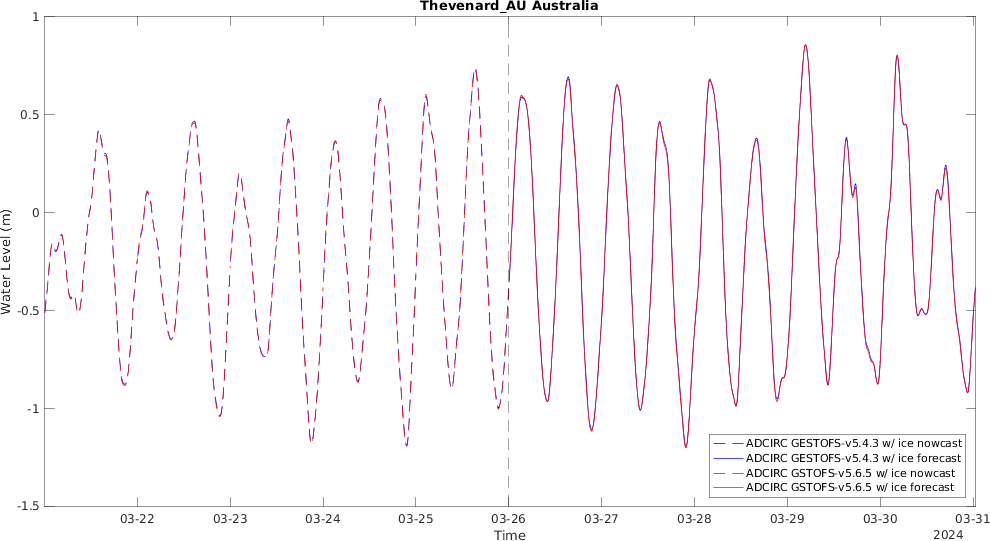 Thevenard_AU Australia
1
0.5
0
-0.5
-1
-1.5
Water Level (m)
ADCIRC GESTOFS-v5.4.3 w/ ice nowcast
ADCIRC GESTOFS-v5.4.3 w/ ice forecast
ADCIRC GSTOFS-v5.6.5 w/ ice nowcast
ADCIRC GSTOFS-v5.6.5 w/ ice forecast
03-22 03-23 03-24 03-25 03-26 03-27 03-28 03-29 03-30 03-31
Time
2024